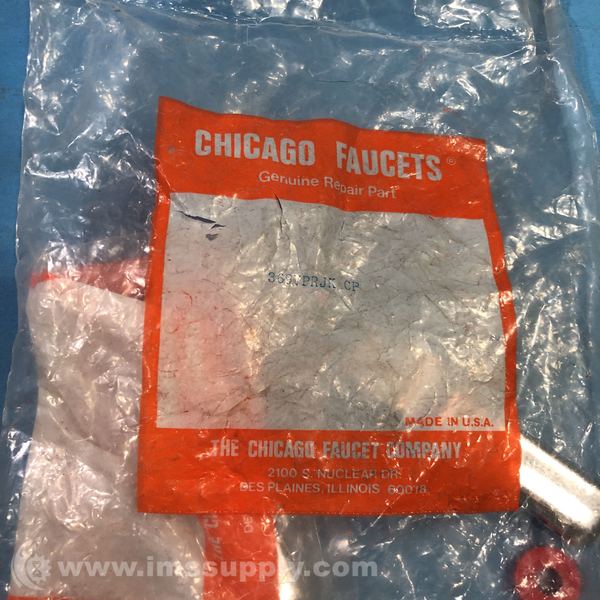 CHICAGO FAUCETS®
Genuine Repair Part
CP
MADE IN U.S.A.
THE CHICAGO FAUCET COMPANY
2100 S. NUCLEAR DR.
DES PLAINES, ILLINOIS 60018
www.imssupply.com